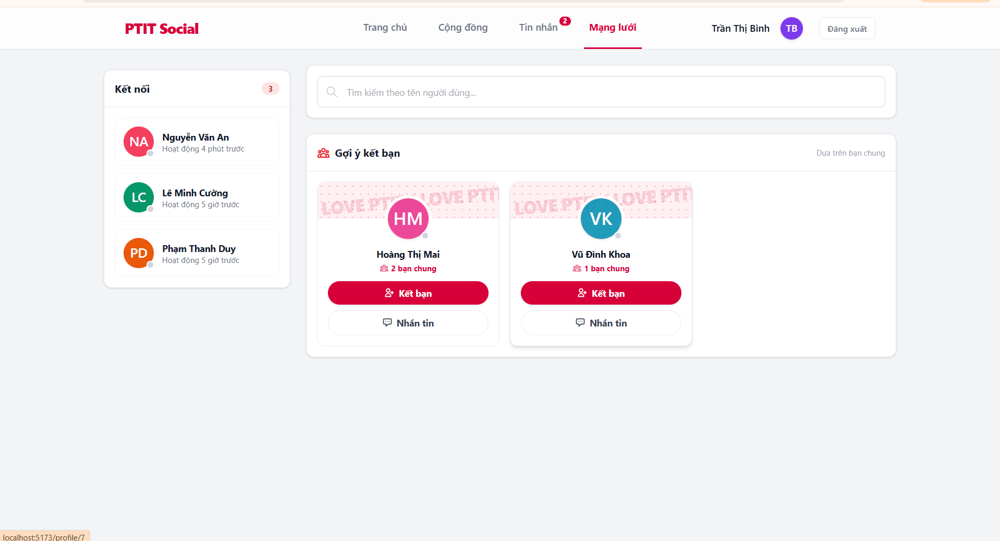 PTIT Social
Trang chủ
Cộng đồng
Tin nhắn
2
Mạng lưới
Trần Thị Bình
TB
Đăng xuất
Kết nối
3
NA
Nguyễn Văn An
Hoạt động 4 phút trước
LC
Lê Minh Cường
Hoạt động 5 giờ trước
PD
Phạm Thanh Duy
Hoạt động 5 giờ trước
Tìm kiếm theo tên người dùng...
Gợi ý kết bạn
Dựa trên bạn chung
LOVE PTIT LOVE PTIT
HM
Hoàng Thị Mai
2 bạn chung
Kết bạn
Nhắn tin
LOVE PTIT LOVE PTIT
VK
Vũ Đình Khoa
1 bạn chung
Kết bạn
Nhắn tin
localhost:5173/profile/7